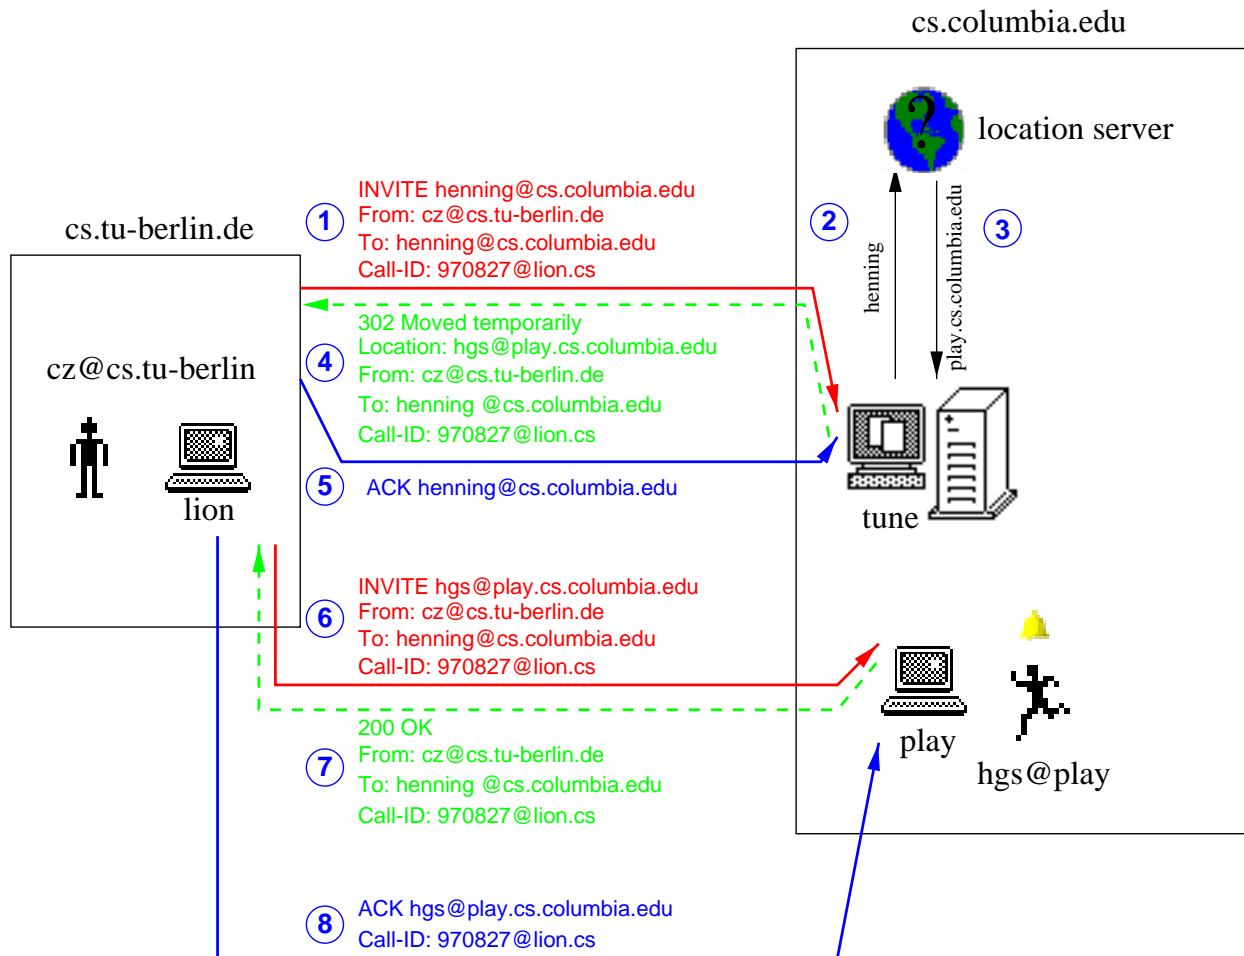 cs.columbia.edu
?
location server
1
INVITE henning@cs.columbia.edu
From: cz@cs.tu-berlin.de
To: henning@cs.columbia.edu
Call-ID: 970827@lion.cs
2
henning
play.cs.columbia.edu
3
cs.tu-berlin.de
cz@cs.tu-berlin
lion
4
302 Moved temporarily
Location: hgs@play.cs.columbia.edu
From: cz@cs.tu-berlin.de
To: henning @cs.columbia.edu
Call-ID: 970827@lion.cs
5
ACK henning@cs.columbia.edu
tune
6
INVITE hgs@play.cs.columbia.edu
From: cz@cs.tu-berlin.de
To: henning@cs.columbia.edu
Call-ID: 970827@lion.cs
play
hgs@play
7
200 OK
From: cz@cs.tu-berlin.de
To: henning @cs.columbia.edu
Call-ID: 970827@lion.cs
8
ACK hgs@play.cs.columbia.edu
Call-ID: 970827@lion.cs